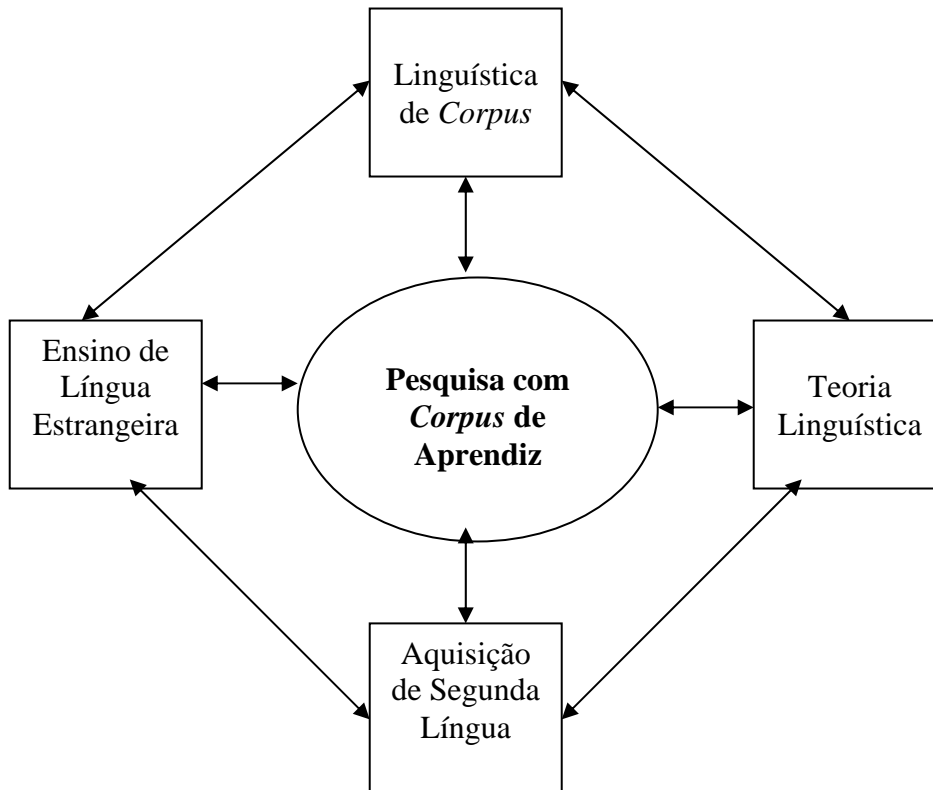 Linguística
de Corpus
Ensino de
Língua
Estrangeira
Pesquisa com
Corpus de
Aprendiz
Teoria
Linguística
Aquisição
de Segunda
Língua